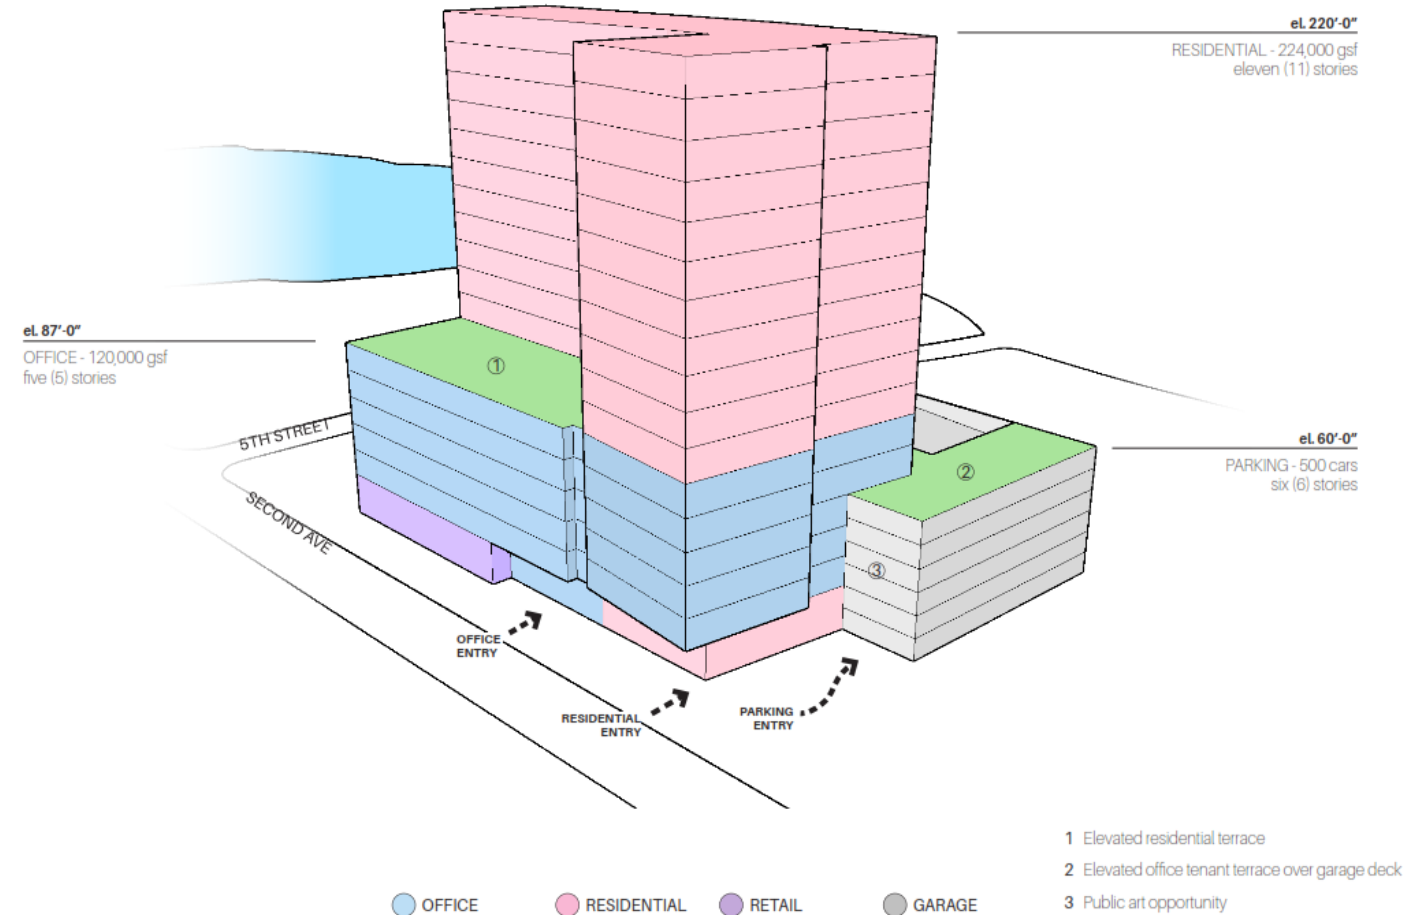 el. 220'-0"
RESIDENTIAL - 224,000 gsf
eleven (11) stories
el. 87'-0"
OFFICE - 120,000 gsf
five (5) stories
1
5TH STREET
SECOND AVE
el. 60'-0"
PARKING - 500 cars
six (6) stories
2
3
OFFICE
ENTRY
RESIDENTIAL
ENTRY
PARKING
ENTRY
1 Elevated residential terrace
2 Elevated office tenant terrace over garage deck
3 Public art opportunity
OFFICE
RESIDENTIAL
RETAIL
GARAGE